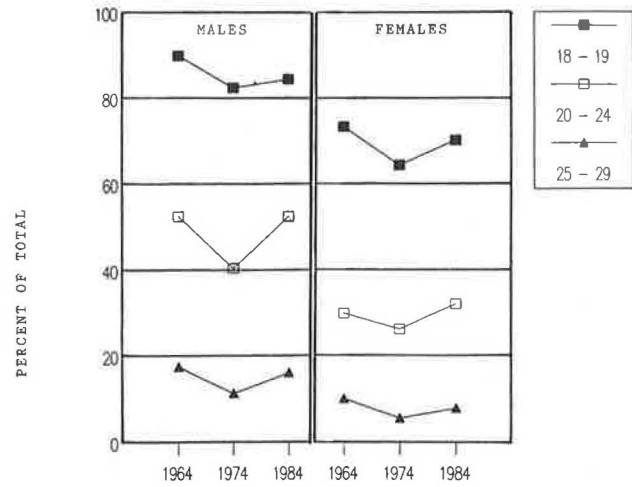 PERCENT OF TOTAL
100
80
60
40
20
0
MALES
FEMALES
1964 1974 1984
1964 1974 1984
18 - 19
20 - 24
25 - 29